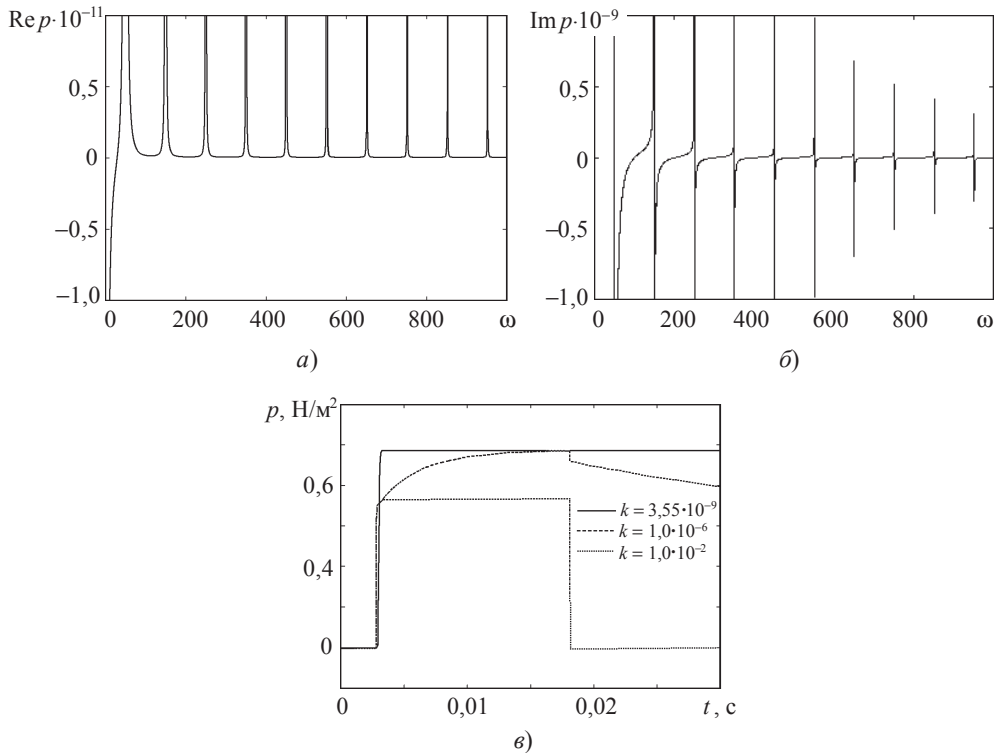 Re p·10⁻¹¹
0,5
0
−0,5
−1,0
0 200 400 600 800 ω
а)
Im p·10⁻⁹
0,5
0
−0,5
−1,0
0 200 400 600 800 ω
б)
p, Н/м²
0,6
0,4
0
k = 3,55·10⁻⁹
k = 1,0·10⁻⁶
k = 1,0·10⁻²
0 0,01 0,02 t, с
в)